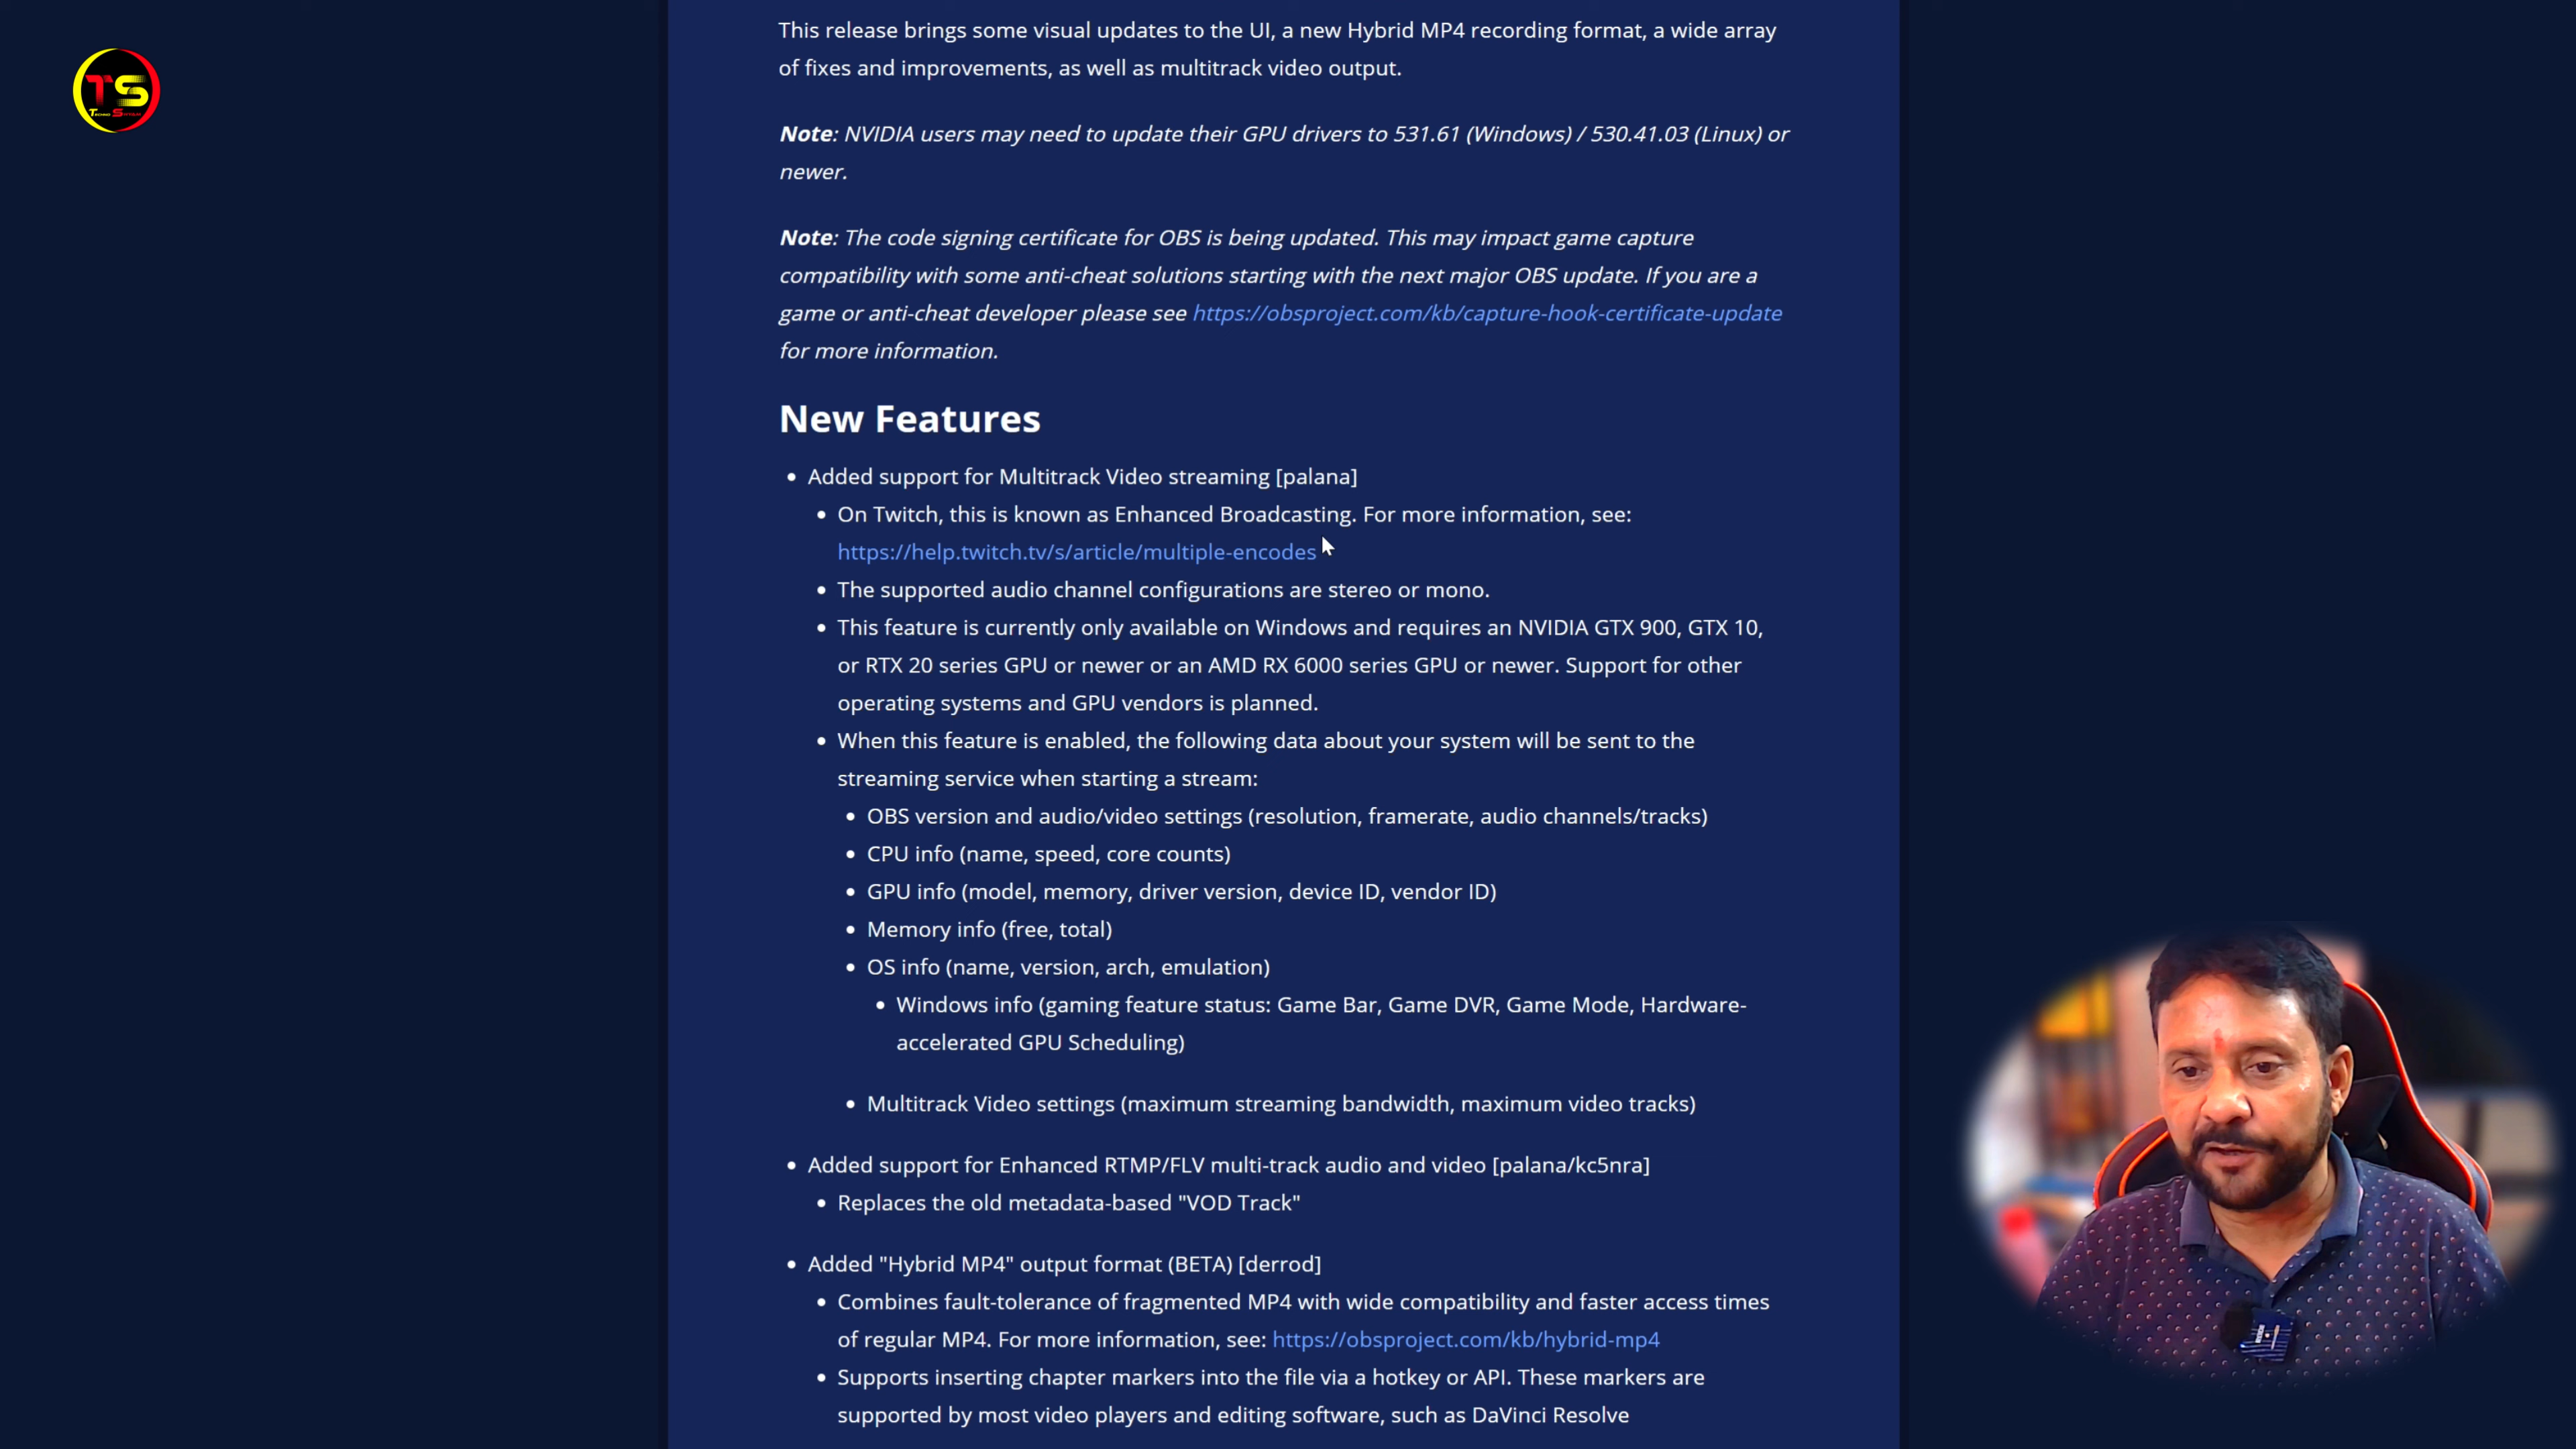 This release brings some visual updates to the UI, a new Hybrid MP4 recording format, a wide array
of fixes and improvements, as well as multitrack video output.
Note: NVIDIA users may need to update their GPU drivers to 531.61 (Windows) / 530.41.03 (Linux) or
newer.
Note: The code signing certificate for OBS is being updated. This may impact game capture
compatibility with some anti-cheat solutions starting with the next major OBS update. If you are a
game or anti-cheat developer please see https://obsproject.com/kb/capture-hook-certificate-update
for more information.
New Features
• Added support for Multitrack Video streaming [palana]
• On Twitch, this is known as Enhanced Broadcasting. For more information, see:
https://help.twitch.tv/s/article/multiple-encodes
• The supported audio channel configurations are stereo or mono.
• This feature is currently only available on Windows and requires an NVIDIA GTX 900, GTX 10,
or RTX 20 series GPU or newer or an AMD RX 6000 series GPU or newer. Support for other
operating systems and GPU vendors is planned.
• When this feature is enabled, the following data about your system will be sent to the
streaming service when starting a stream:
• OBS version and audio/video settings (resolution, framerate, audio channels/tracks)
• CPU info (name, speed, core counts)
• GPU info (model, memory, driver version, device ID, vendor ID)
• Memory info (free, total)
• OS info (name, version, arch, emulation)
• Windows info (gaming feature status: Game Bar, Game DVR, Game Mode, Hardware-
accelerated GPU Scheduling)
• Multitrack Video settings (maximum streaming bandwidth, maximum video tracks)
• Added support for Enhanced RTMP/FLV multi-track audio and video [palana/kc5nra]
• Replaces the old metadata-based "VOD Track"
• Added "Hybrid MP4" output format (BETA) [derrod]
• Combines fault-tolerance of fragmented MP4 with wide compatibility and faster access times
of regular MP4. For more information, see: https://obsproject.com/kb/hybrid-mp4
• Supports inserting chapter markers into the file via a hotkey or API. These markers are
supported by most video players and editing software, such as DaVinci Resolve
TS